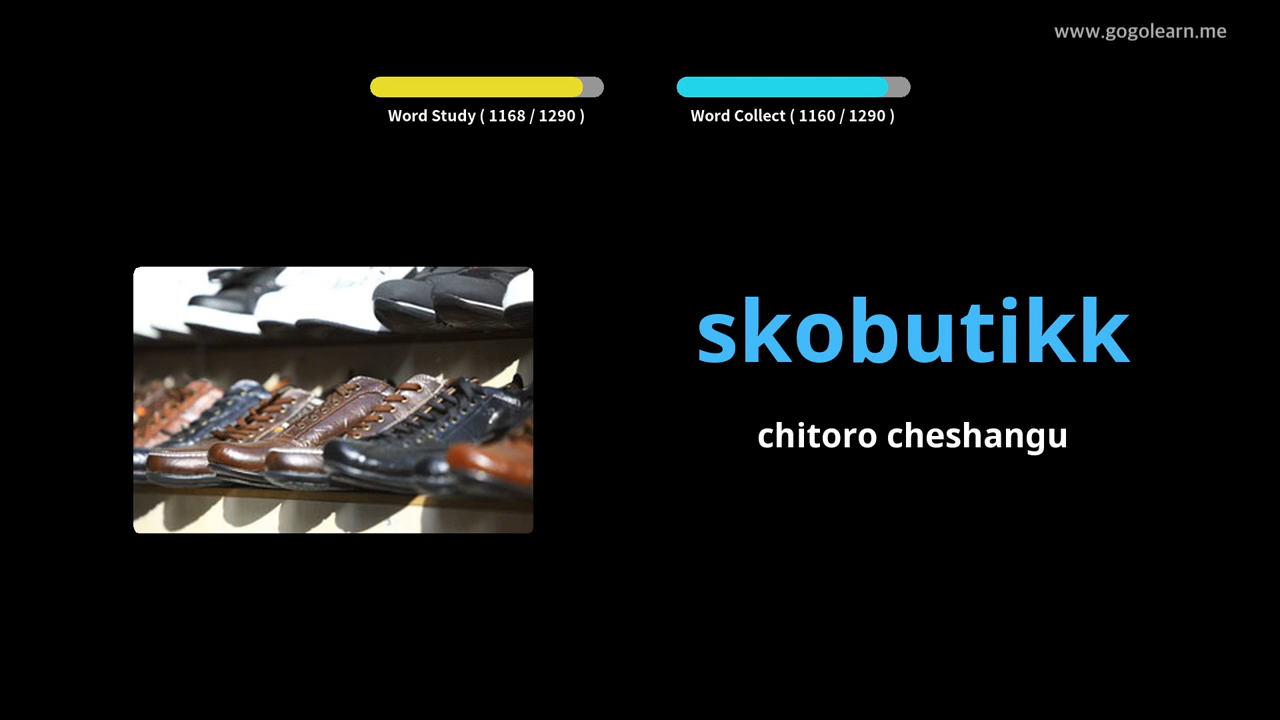 www.gogolearn.me
Word Study ( 1168 / 1290 )
Word Collect ( 1160 / 1290 )
skobutikk
chitoro cheshangu